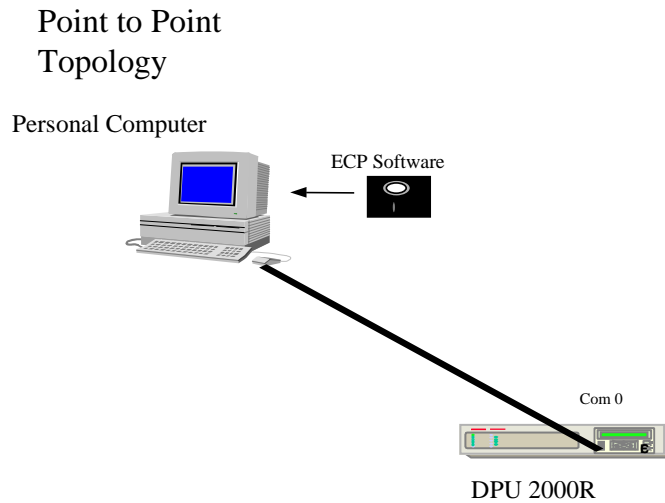 Point to Point
Topology
Personal Computer
ECP Software
Com 0
E
DPU 2000R